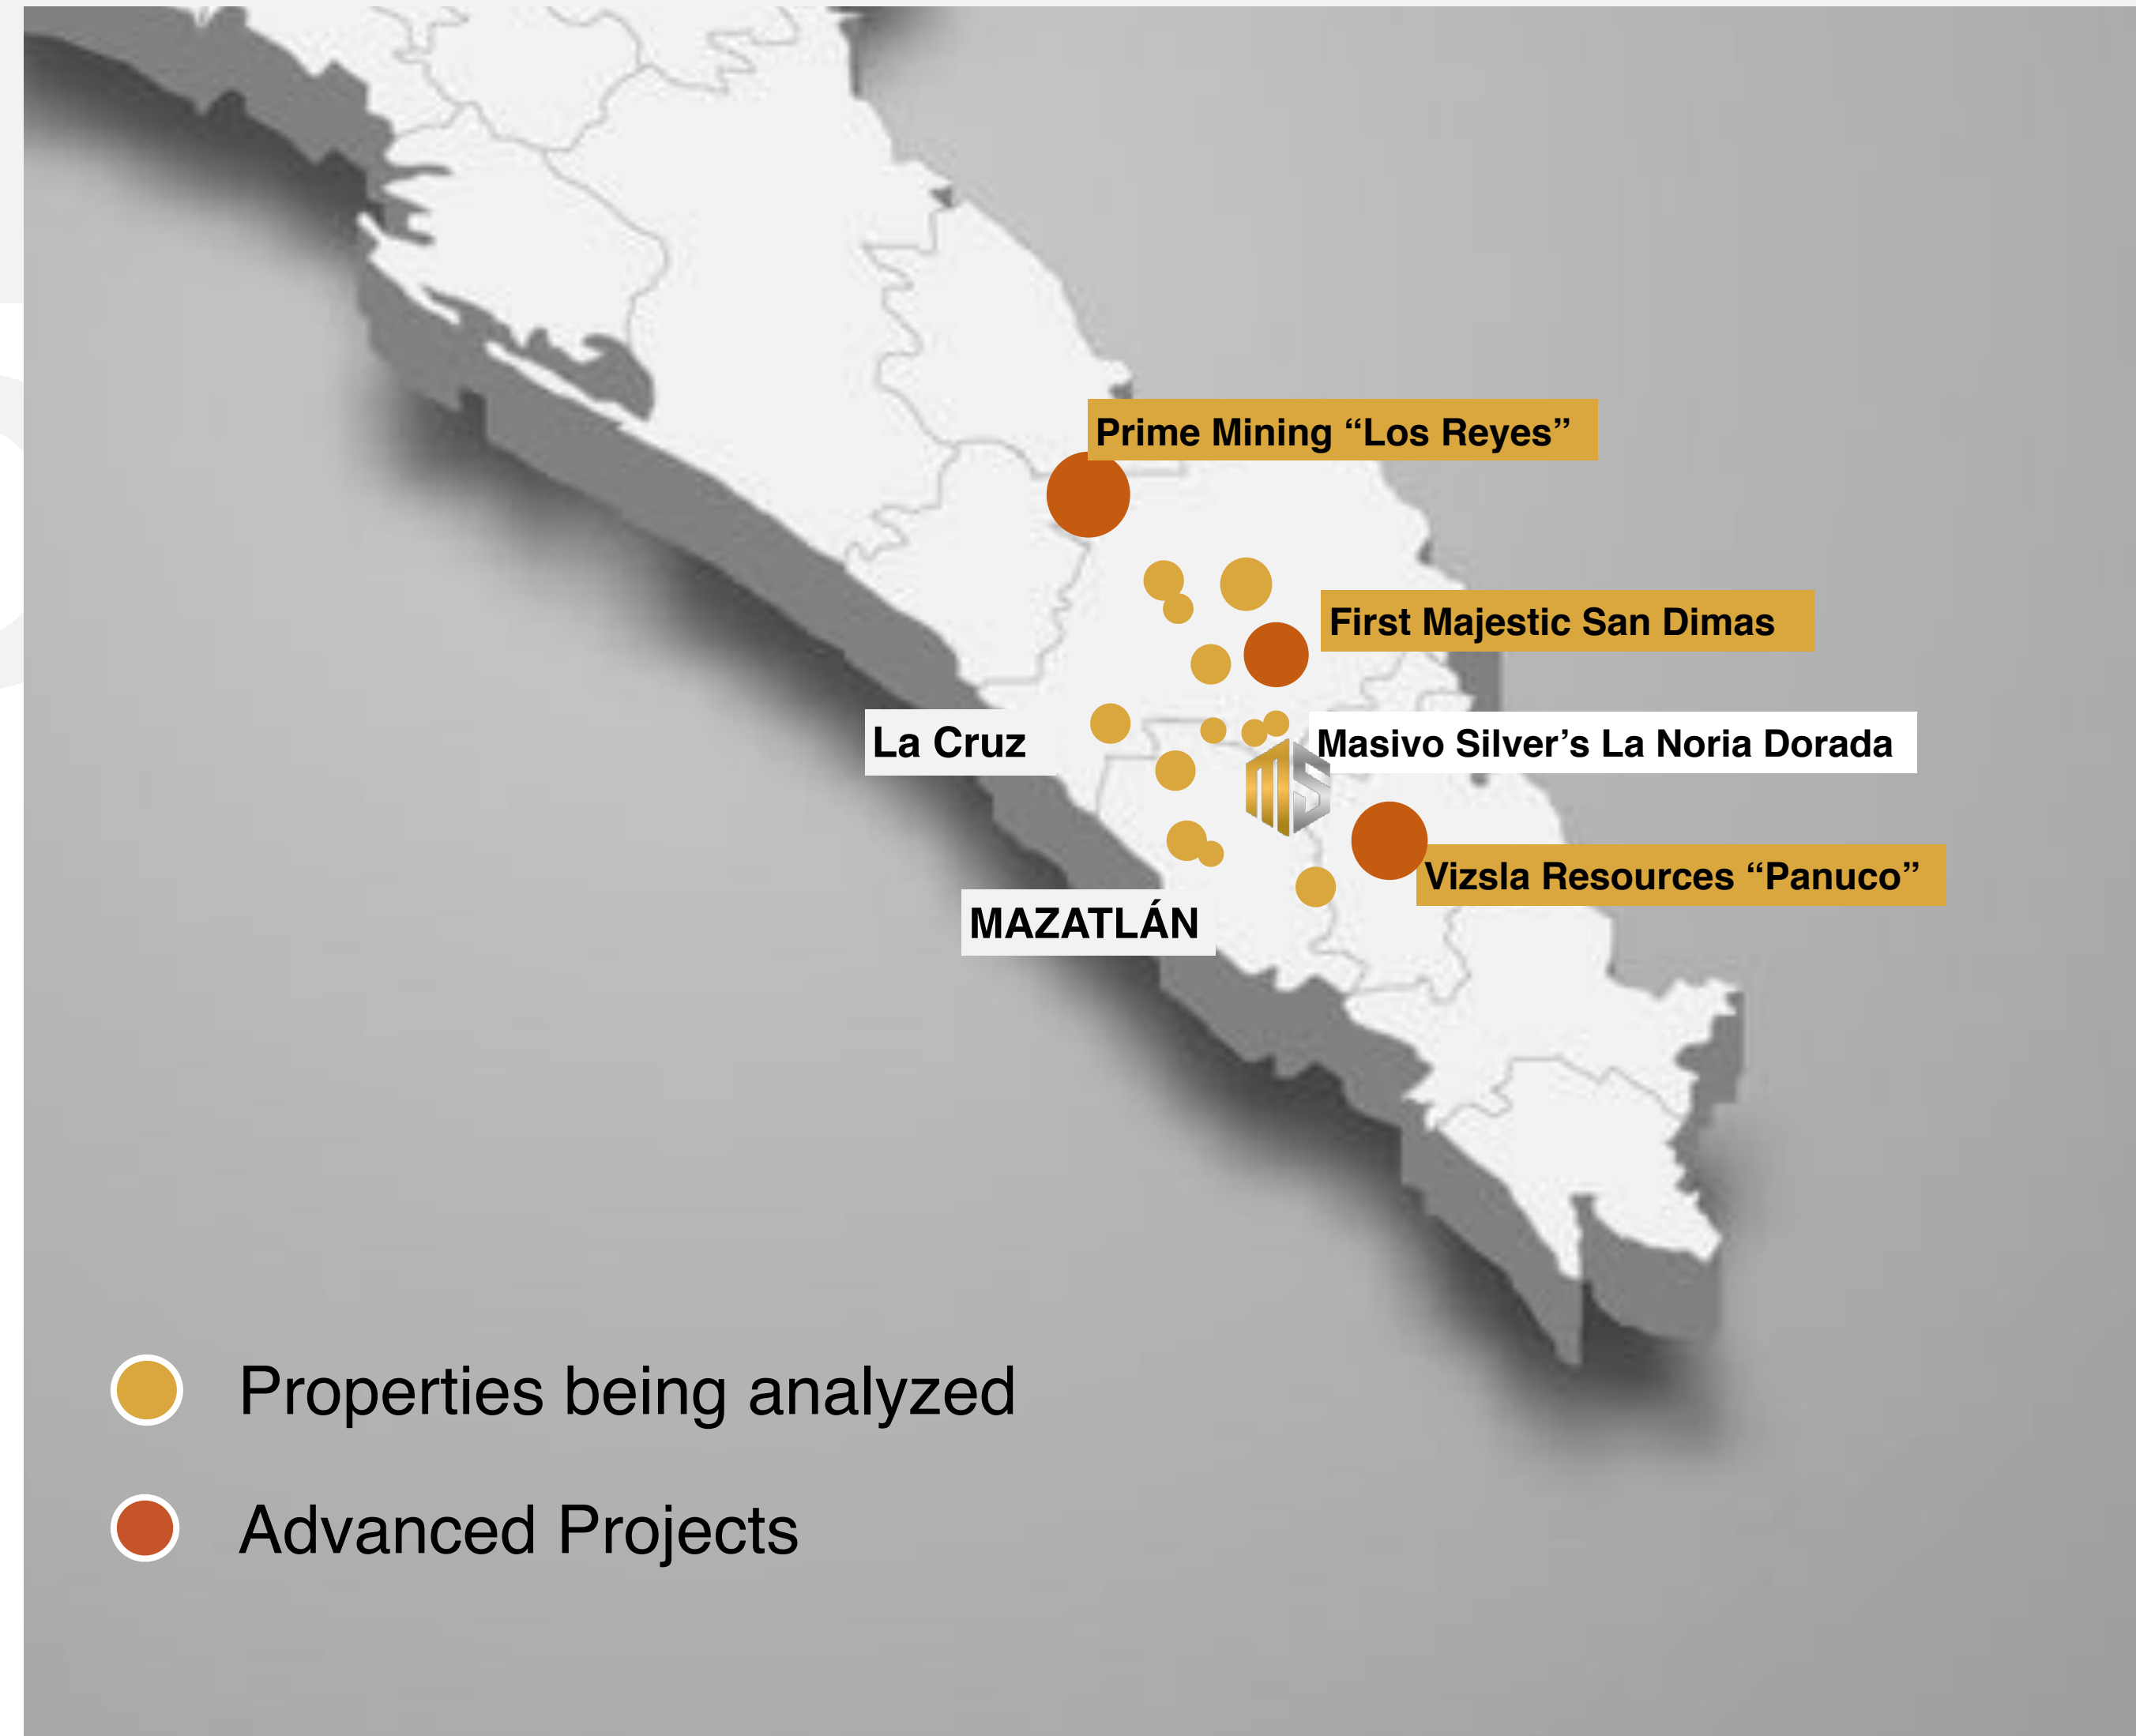 Prime Mining “Los Reyes”
First Majestic San Dimas
La Cruz
Masivo Silver’s La Noria Dorada
MS
Vizsla Resources “Panuco”
MAZATLÁN
Properties being analyzed
Advanced Projects